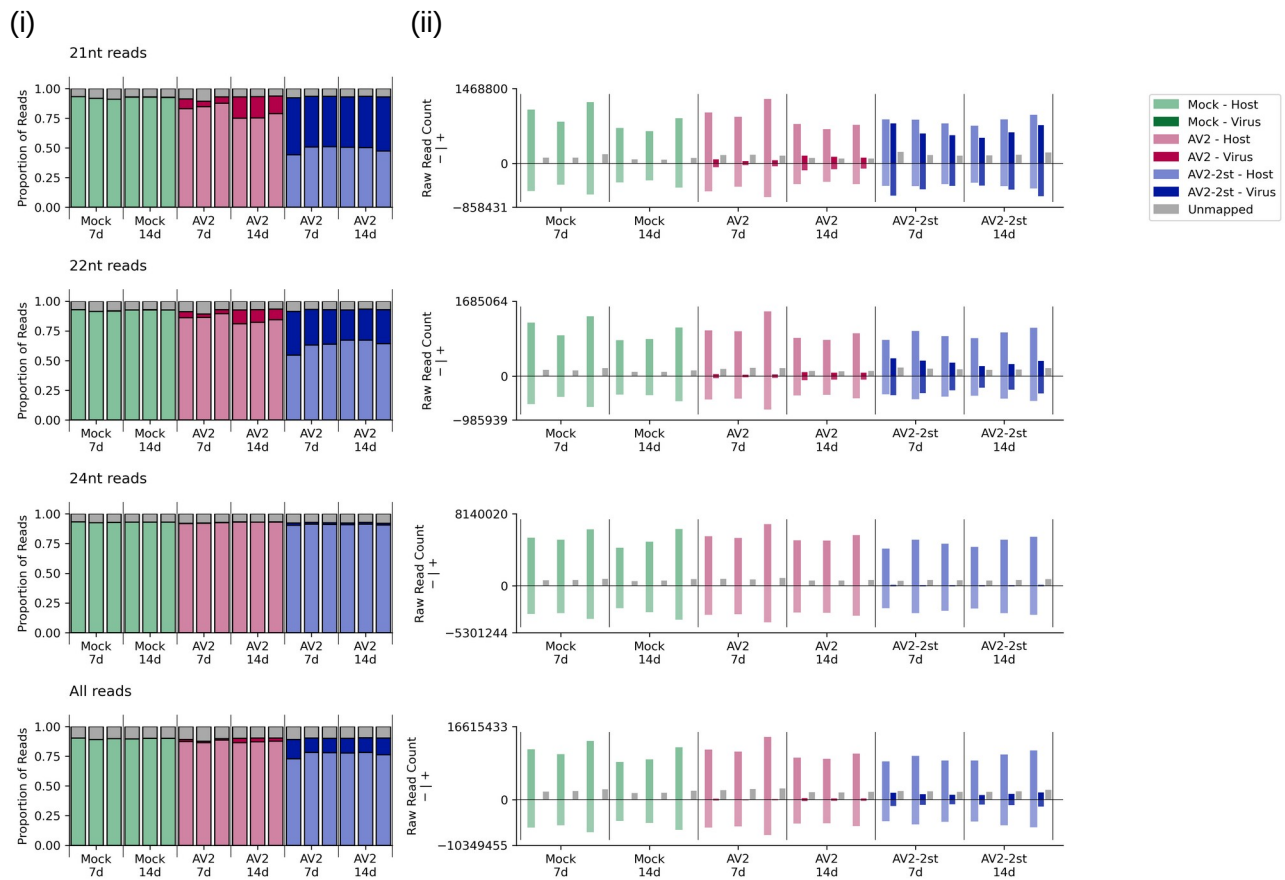 (i)
(ii)
21nt reads
Proportion of Reads
1.00
0.75
0.50
0.25
0.00
Mock
7d
Mock
14d
AV2
7d
AV2
14d
AV2
7d
AV2
14d
Raw Read Count
− | +
1468800
0
−858431
Mock
7d
Mock
14d
AV2
7d
AV2
14d
AV2-2st
7d
AV2-2st
14d
Mock - Host
Mock - Virus
AV2 - Host
AV2 - Virus
AV2-2st - Host
AV2-2st - Virus
Unmapped
22nt reads
Proportion of Reads
1.00
0.75
0.50
0.25
0.00
Mock
7d
Mock
14d
AV2
7d
AV2
14d
AV2
7d
AV2
14d
Raw Read Count
− | +
1685064
0
−985939
Mock
7d
Mock
14d
AV2
7d
AV2
14d
AV2-2st
7d
AV2-2st
14d
24nt reads
Proportion of Reads
1.00
0.75
0.50
0.25
0.00
Mock
7d
Mock
14d
AV2
7d
AV2
14d
AV2
7d
AV2
14d
Raw Read Count
− | +
8140020
0
−5301244
Mock
7d
Mock
14d
AV2
7d
AV2
14d
AV2-2st
7d
AV2-2st
14d
All reads
Proportion of Reads
1.00
0.75
0.50
0.25
0.00
Mock
7d
Mock
14d
AV2
7d
AV2
14d
AV2
7d
AV2
14d
Raw Read Count
− | +
16615433
0
−10349455
Mock
7d
Mock
14d
AV2
7d
AV2
14d
AV2-2st
7d
AV2-2st
14d